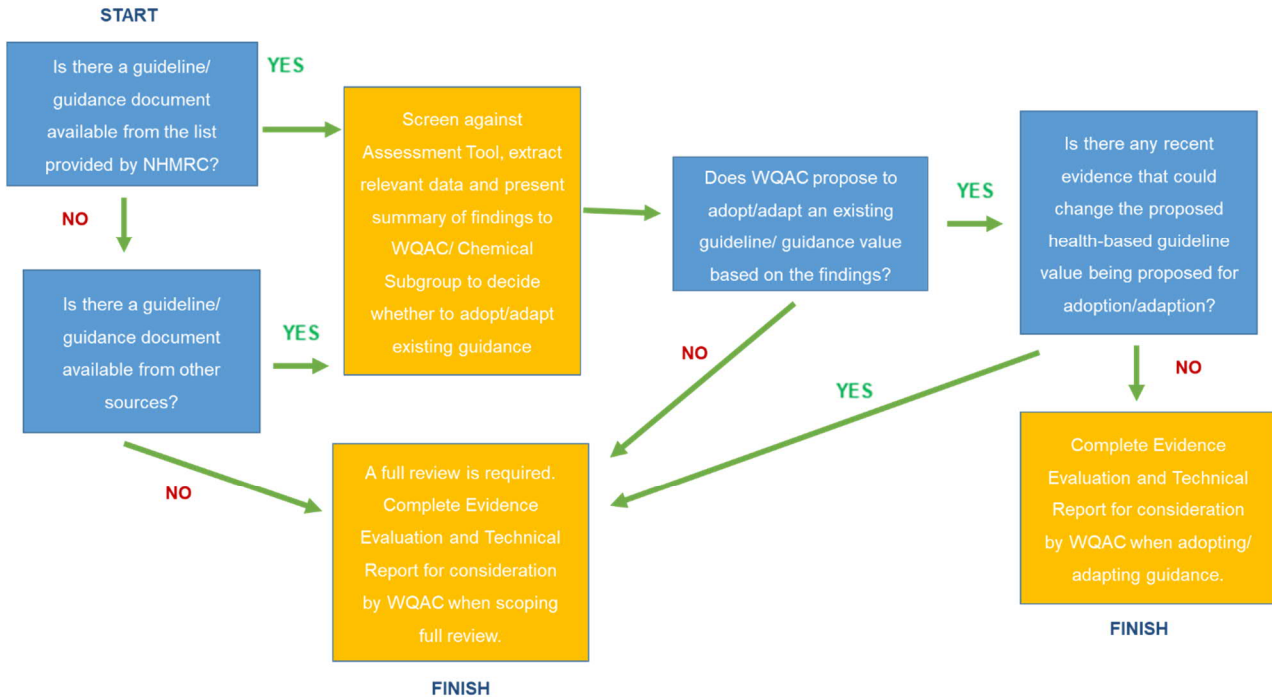 START
Is there a guideline/
guidance document
available from the list
provided by NHMRC?
YES
NO
Is there a guideline/
guidance document
available from other
sources?
YES
NO
Screen against
Assessment Tool, extract
relevant data and present
summary of findings to
WQAC/ Chemical
Subgroup to decide
whether to adopt/adapt
existing guidance
Does WQAC propose to
adopt/adapt an existing
guideline/ guidance value
based on the findings?
YES
NO
Is there any recent
evidence that could
change the proposed
health-based guideline
value being proposed for
adoption/adaption?
YES
NO
A full review is required.
Complete Evidence
Evaluation and Technical
Report for consideration
by WQAC when scoping
full review.
FINISH
Complete Evidence
Evaluation and Technical
Report for consideration
by WQAC when adopting/
adapting guidance.
FINISH